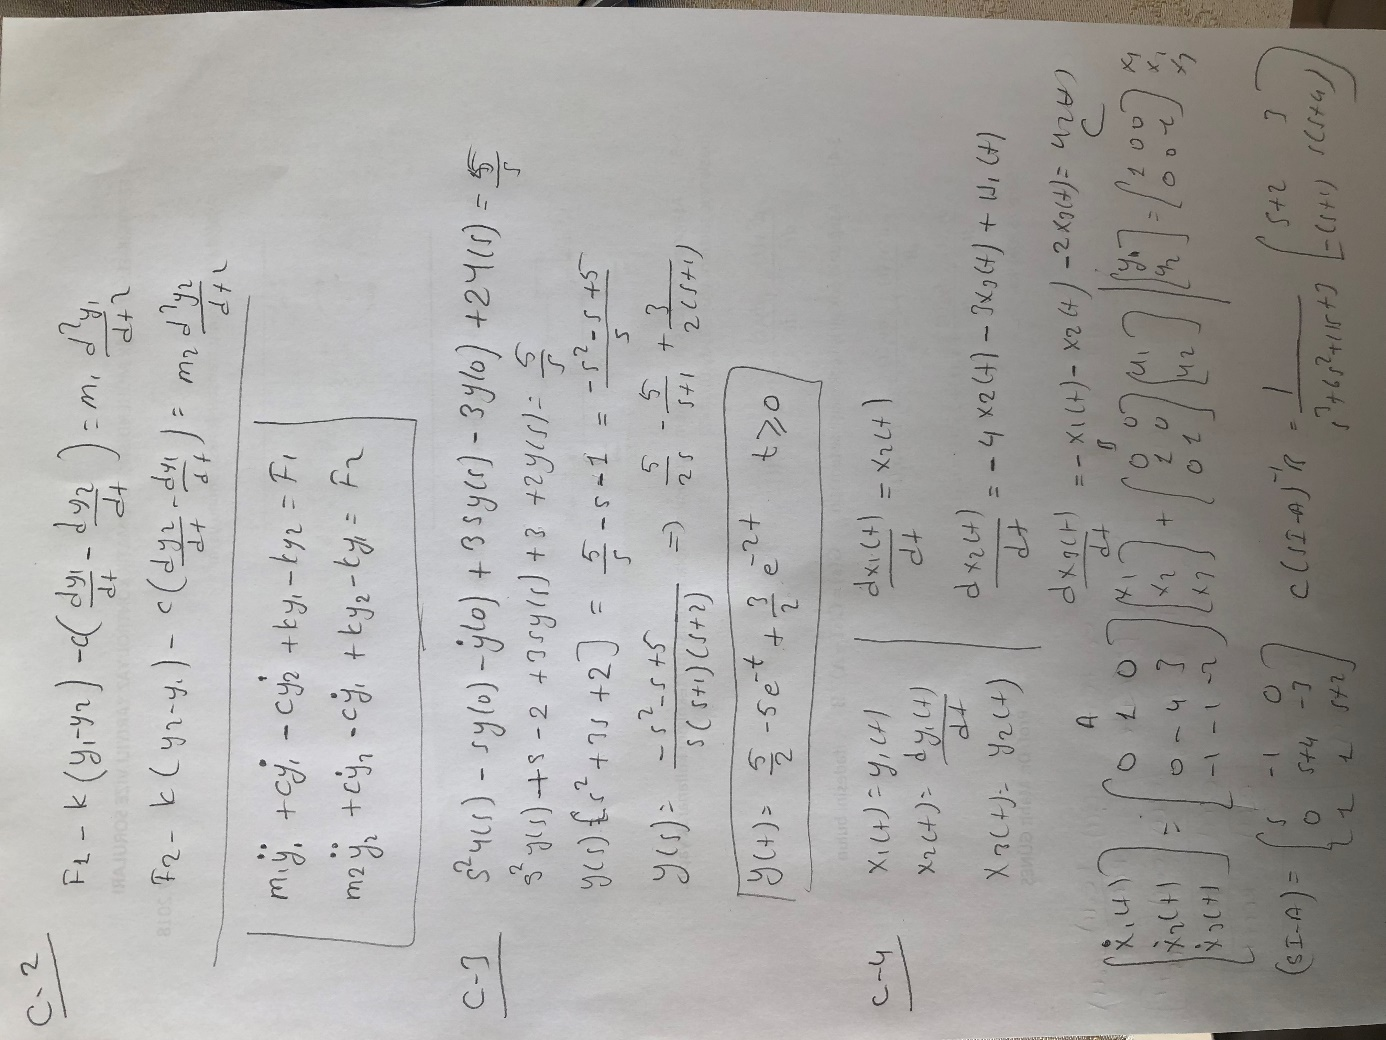 C-2
F1 - k(y1-y2) - c(dy1/dt - dy2/dt) = m1 d²y1/dt2
F2 - k(y2-y1) - c(dy2/dt - dy1/dt) = m2 d²y2/dt2
m1ÿ1 + cẏ1 - cẏ2 + ky1 - ky2 = F1
m2ÿ2 + cẏ2 - cẏ1 + ky2 - ky1 = F2
C-3
s²y(s) - sy(0) - ẏ(0) + 3sy(s) - 3y(0) + 2y(s) = 5/s
s²y(s) + s - 2 + 3sy(s) + 3 + 2y(s) = 5/s
y(s)[s² + 3s + 2] = 5/s - s - 1 = -s² - s + 5/s
y(s) = -s² - s + 5/s(s+1)(s+2) => 5/2s - 5/s+1 + 3/2(s+1)
y(t) = 5/2 - 5e^-t + 3/2 e^-2t t≥0
C-4
x1(t) = y1(t)
x2(t) = dy1(t)/dt
x3(t) = y2(t)
dx1(t)/dt = x2(t)
dx2(t)/dt = -4x2(t) - 3x3(t) + u1(t)
dx3(t)/dt = -x1(t) - x2(t) - 2x3(t) = u2(t)
A B C
[ẋ1(t) ẋ2(t) ẋ3(t)] = [0 1 0; 0 -4 3; -1 -1 -2] [x1 x2 x3] + [0 0; 1 0; 0 1] [u1 u2] [y1 y2] = [1 0 0; 0 0 1] x1 x2 x3
(sI-A) = [s -1 0; 0 s+4 -3; 1 1 s+2] C(sI-A)^-1 B = 1/s³+6s²+11s+3 [s+2 3; -(s+1) s(s+4)]